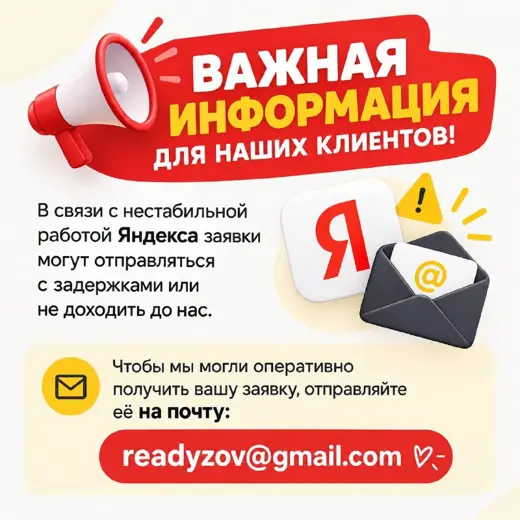 ВАЖНАЯ
ИНФОРМАЦИЯ
ДЛЯ НАШИХ КЛИЕНТОВ!
В связи с нестабильной
работой Яндекса заявки
могут отправляться
с задержками или
не доходить до нас.
Я
!
@
Чтобы мы могли оперативно
получить вашу заявку, отправляйте
её на почту:
readyzov@gmail.com